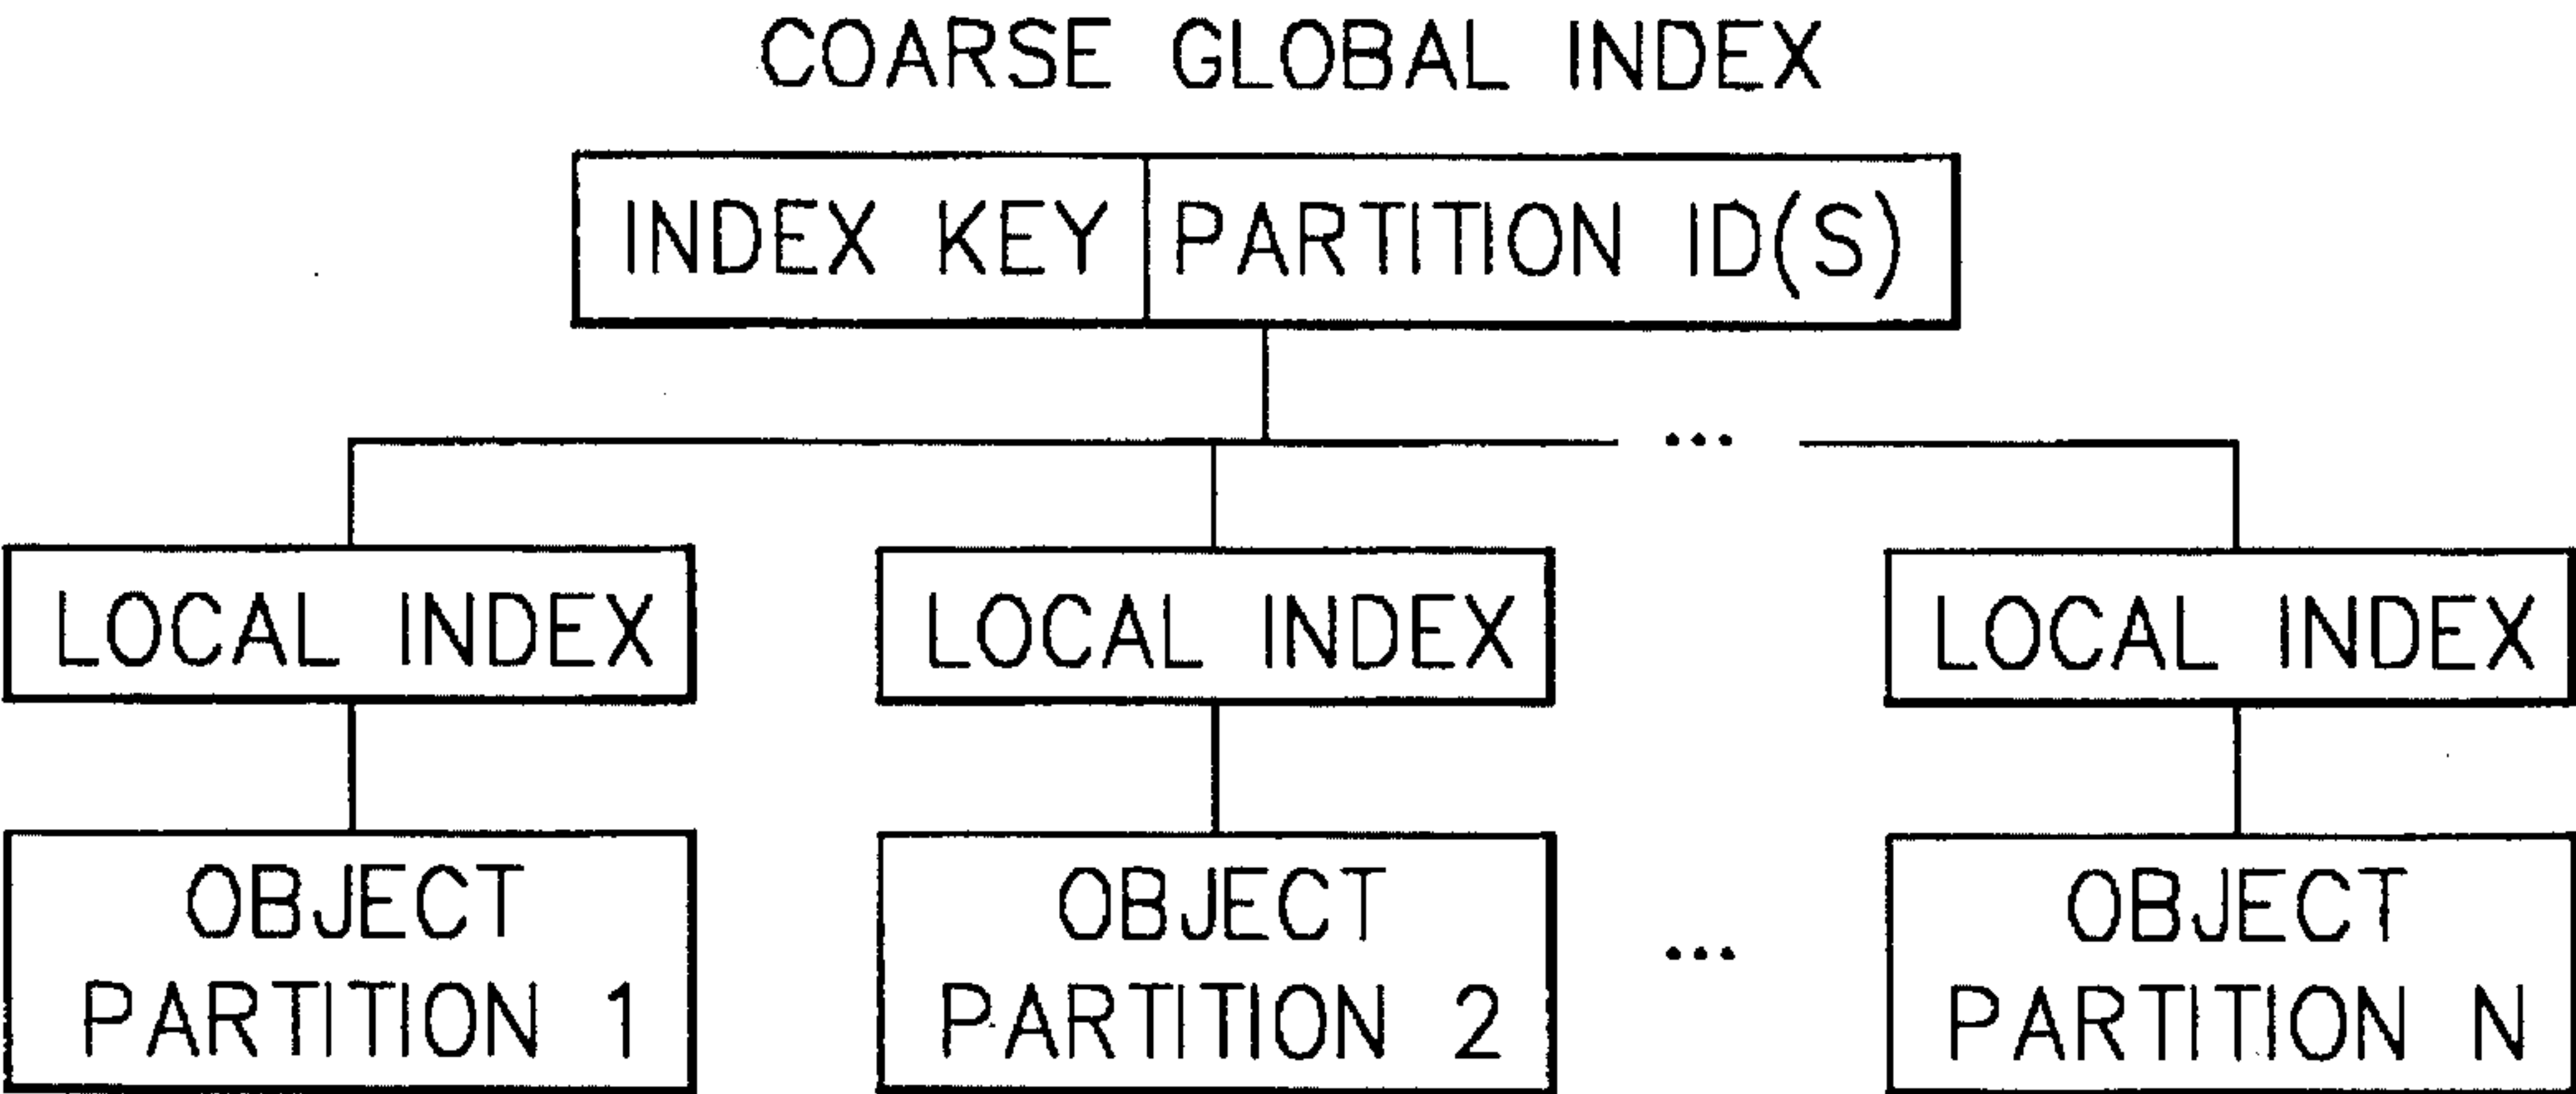 COARSE GLOBAL INDEX
INDEX KEY PARTITION ID(S)
...
LOCAL INDEX LOCAL INDEX LOCAL INDEX
OBJECT OBJECT OBJECT
PARTITION 1 PARTITION 2 ... PARTITION N